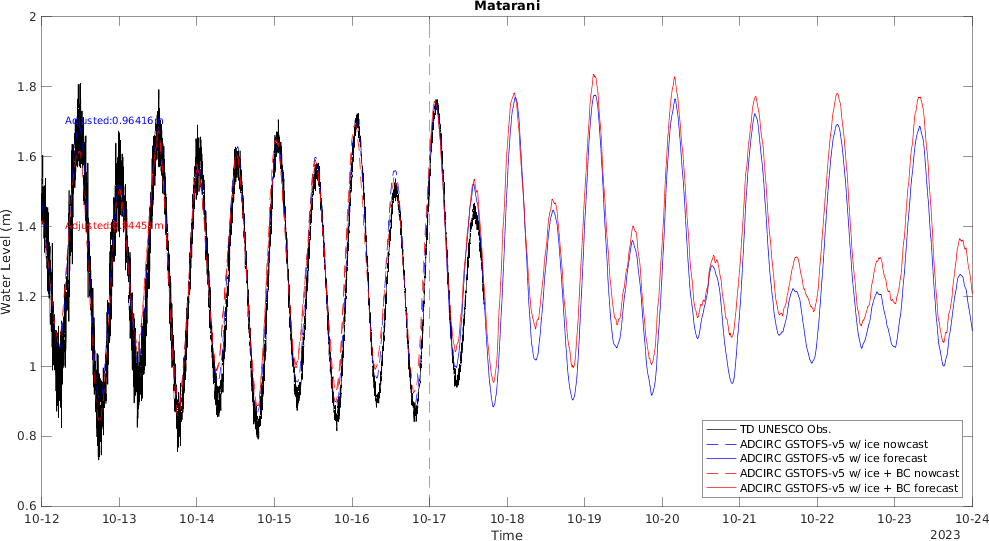 Matarani
2
1.8
1.6
1.4
1.2
1
0.8
0.6
Water Level (m)
Adjusted:0.96416m
10-12
10-13
10-14
10-15
10-16
10-17
10-18
10-19
10-20
10-21
10-22
10-23
10-24
Time
2023
TD UNESCO Obs.
ADCIRC GSTOFS-v5 w/ ice nowcast
ADCIRC GSTOFS-v5 w/ ice forecast
ADCIRC GSTOFS-v5 w/ ice + BC nowcast
ADCIRC GSTOFS-v5 w/ ice + BC forecast